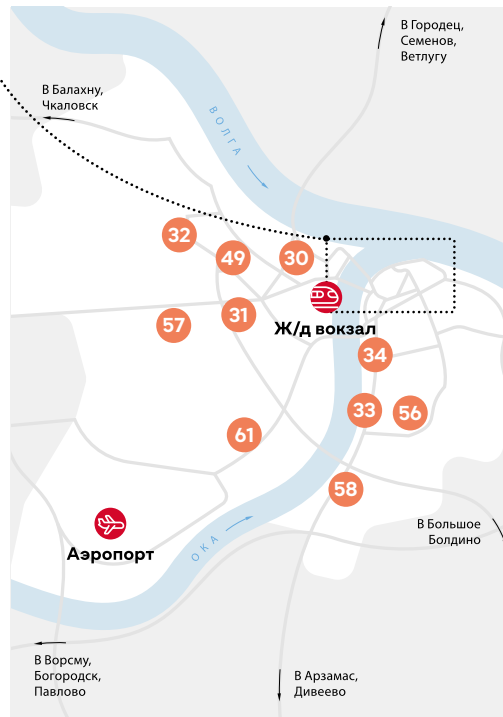 В Городец,
Семенов,
Ветлугу
В Балахну,
Чкаловск
ВОЛГА
32
49
30
57
31
Ж/д вокзал
34
33
56
61
58
Аэропорт
ОКА
В Большое
Болдино
В Ворсму,
Богородск,
Павлово
В Арзамас,
Дивеево